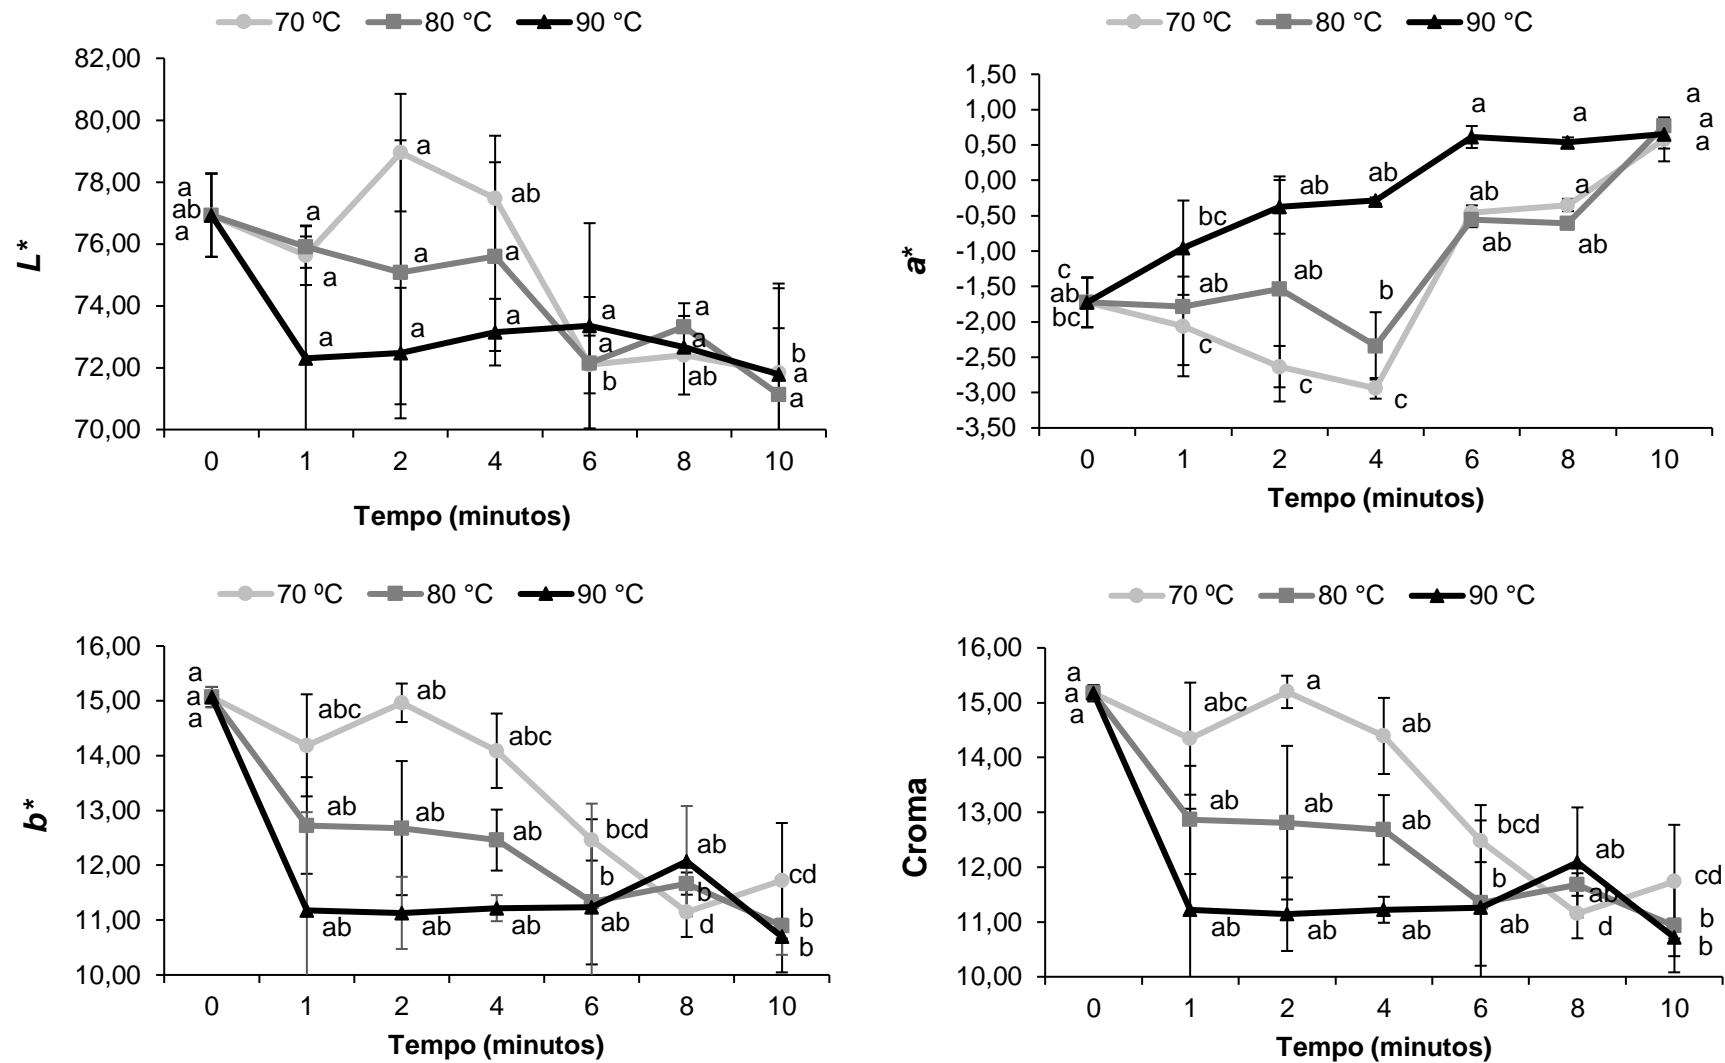 70 ºC 80 °C 90 °C
82,00
80,00
78,00
76,00
74,00
72,00
70,00
L*
a
ab
a
a
a
a
a
a
a
ab
a
a
a
a
b
a
a
ab
b
a
a
0 1 2 4 6 8 10
Tempo (minutos)
70 ºC 80 °C 90 °C
1,50
1,00
0,50
0,00
-0,50
-1,00
-1,50
-2,00
-2,50
-3,00
-3,50
a*
c
ab
bc
bc
ab
c
ab
ab
c
ab
b
c
a
ab
ab
a
a
ab
a
a
a
0 1 2 4 6 8 10
Tempo (minutos)
70 ºC 80 °C 90 °C
16,00
15,00
14,00
13,00
12,00
11,00
10,00
b*
a
a
a
abc
ab
ab
ab
ab
ab
abc
ab
ab
bcd
b
ab
ab
b
d
cd
b
b
0 1 2 4 6 8 10
Tempo (minutos)
70 ºC 80 °C 90 °C
16,00
15,00
14,00
13,00
12,00
11,00
10,00
Croma
a
a
a
abc
ab
ab
a
ab
ab
ab
ab
ab
bcd
b
ab
ab
ab
d
cd
b
b
0 1 2 4 6 8 10
Tempo (minutos)